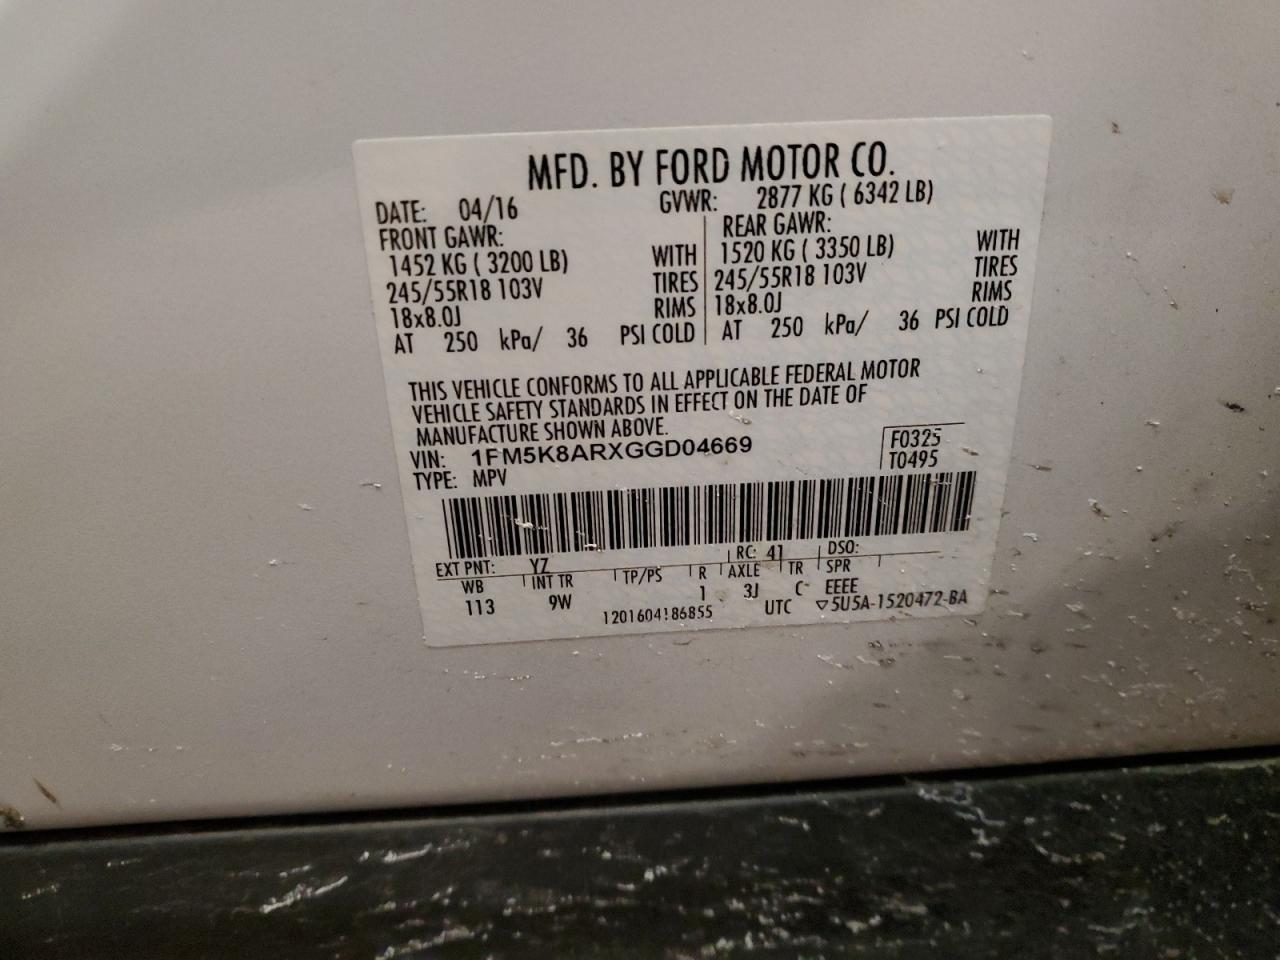 MFD. BY FORD MOTOR CO.
DATE: 04/16 GVWR: 2877 KG ( 6342 LB)
FRONT GAWR: REAR GAWR:
1452 KG ( 3200 LB) WITH 1520 KG ( 3350 LB) WITH
245/55R18 103V TIRES 245/55R18 103V TIRES
18x8.0J RIMS 18x8.0J RIMS
AT 250 kPa/ 36 PSI COLD AT 250 kPa/ 36 PSI COLD
THIS VEHICLE CONFORMS TO ALL APPLICABLE FEDERAL MOTOR
VEHICLE SAFETY STANDARDS IN EFFECT ON THE DATE OF
MANUFACTURE SHOWN ABOVE.
VIN: 1FM5K8ARXGGD04669 F0325
TYPE: MPV T0495
EXT PNT: YZ RC: 41 DSO:
WB INT TR TP/PS R AXLE TR SPR
113 9W 1 3J C EEEE
1201604186855 UTC ▽5U5A-1520472-BA